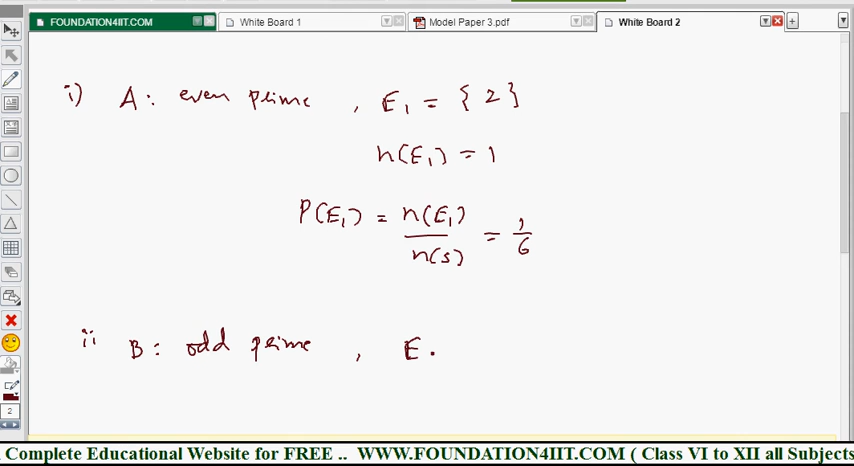 FOUNDATION4IIT.COM White Board 1 Model Paper 3.pdf White Board 2
i) A: even prime , E₁ = {2}
n(E₁) = 1
P(E₁) = n(E₁)/n(s) = 1/6
ii B: odd prime , E
2
Complete Educational Website for FREE .. WWW.FOUNDATION4IIT.COM ( Class VI to XII all Subjects